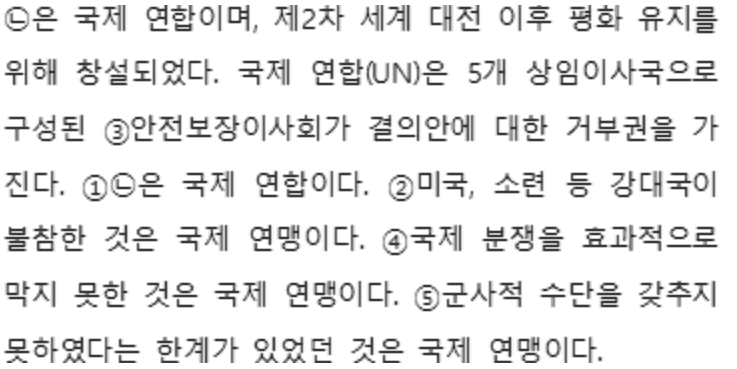 ㉡은 국제 연합이며, 제2차 세계 대전 이후 평화 유지를
위해 창설되었다. 국제 연합(UN)은 5개 상임이사국으로
구성된 ③안전보장이사회가 결의안에 대한 거부권을 가
진다. ①㉡은 국제 연합이다. ②미국, 소련 등 강대국이
불참한 것은 국제 연맹이다. ④국제 분쟁을 효과적으로
막지 못한 것은 국제 연맹이다. ⑤군사적 수단을 갖추지
못하였다는 한계가 있었던 것은 국제 연맹이다.